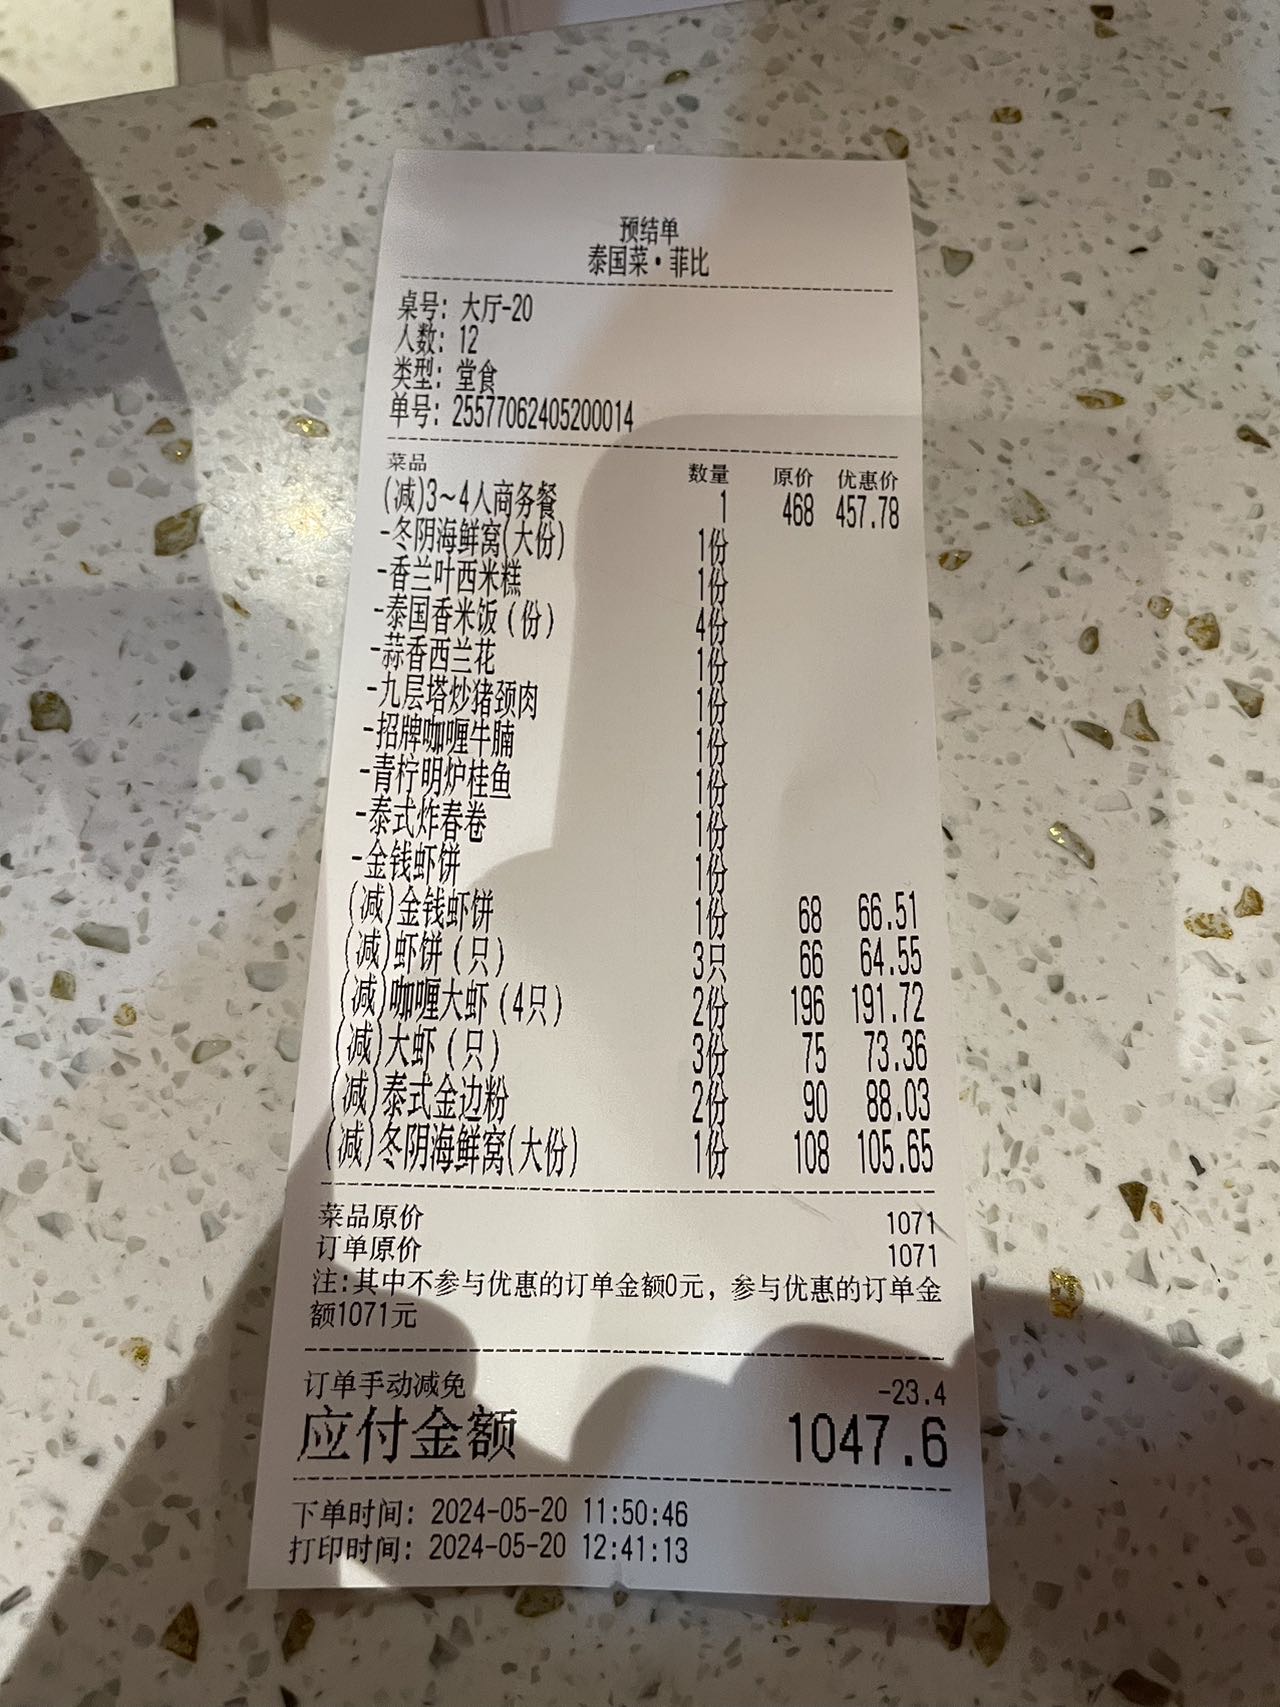 预结单
泰国菜·菲比
桌号: 大厅-20
人数: 12
类型: 堂食
单号: 25577062405200014
菜品 数量 原价 优惠价
(减)3~4人商务餐 1 468 457.78
-冬阴海鲜窝(大份) 1份
-香兰叶西米糕 1份
-泰国香米饭(份) 4份
-蒜香西兰花 1份
-九层塔炒猪颈肉 1份
-招牌咖喱牛腩 1份
-青柠明炉桂鱼 1份
-泰式炸春卷 1份
-金钱虾饼 1份
(减)金钱虾饼 1份 68 66.51
(减)虾饼(只) 3只 66 64.55
(减)咖喱大虾(4只) 2份 196 191.72
(减)大虾(只) 3份 75 73.36
(减)泰式金边粉 2份 90 88.03
(减)冬阴海鲜窝(大份) 1份 108 105.65
菜品原价 1071
订单原价 1071
注:其中不参与优惠的订单金额0元，参与优惠的订单金
额1071元
订单手动减免 -23.4
应付金额 1047.6
下单时间: 2024-05-20 11:50:46
打印时间: 2024-05-20 12:41:13